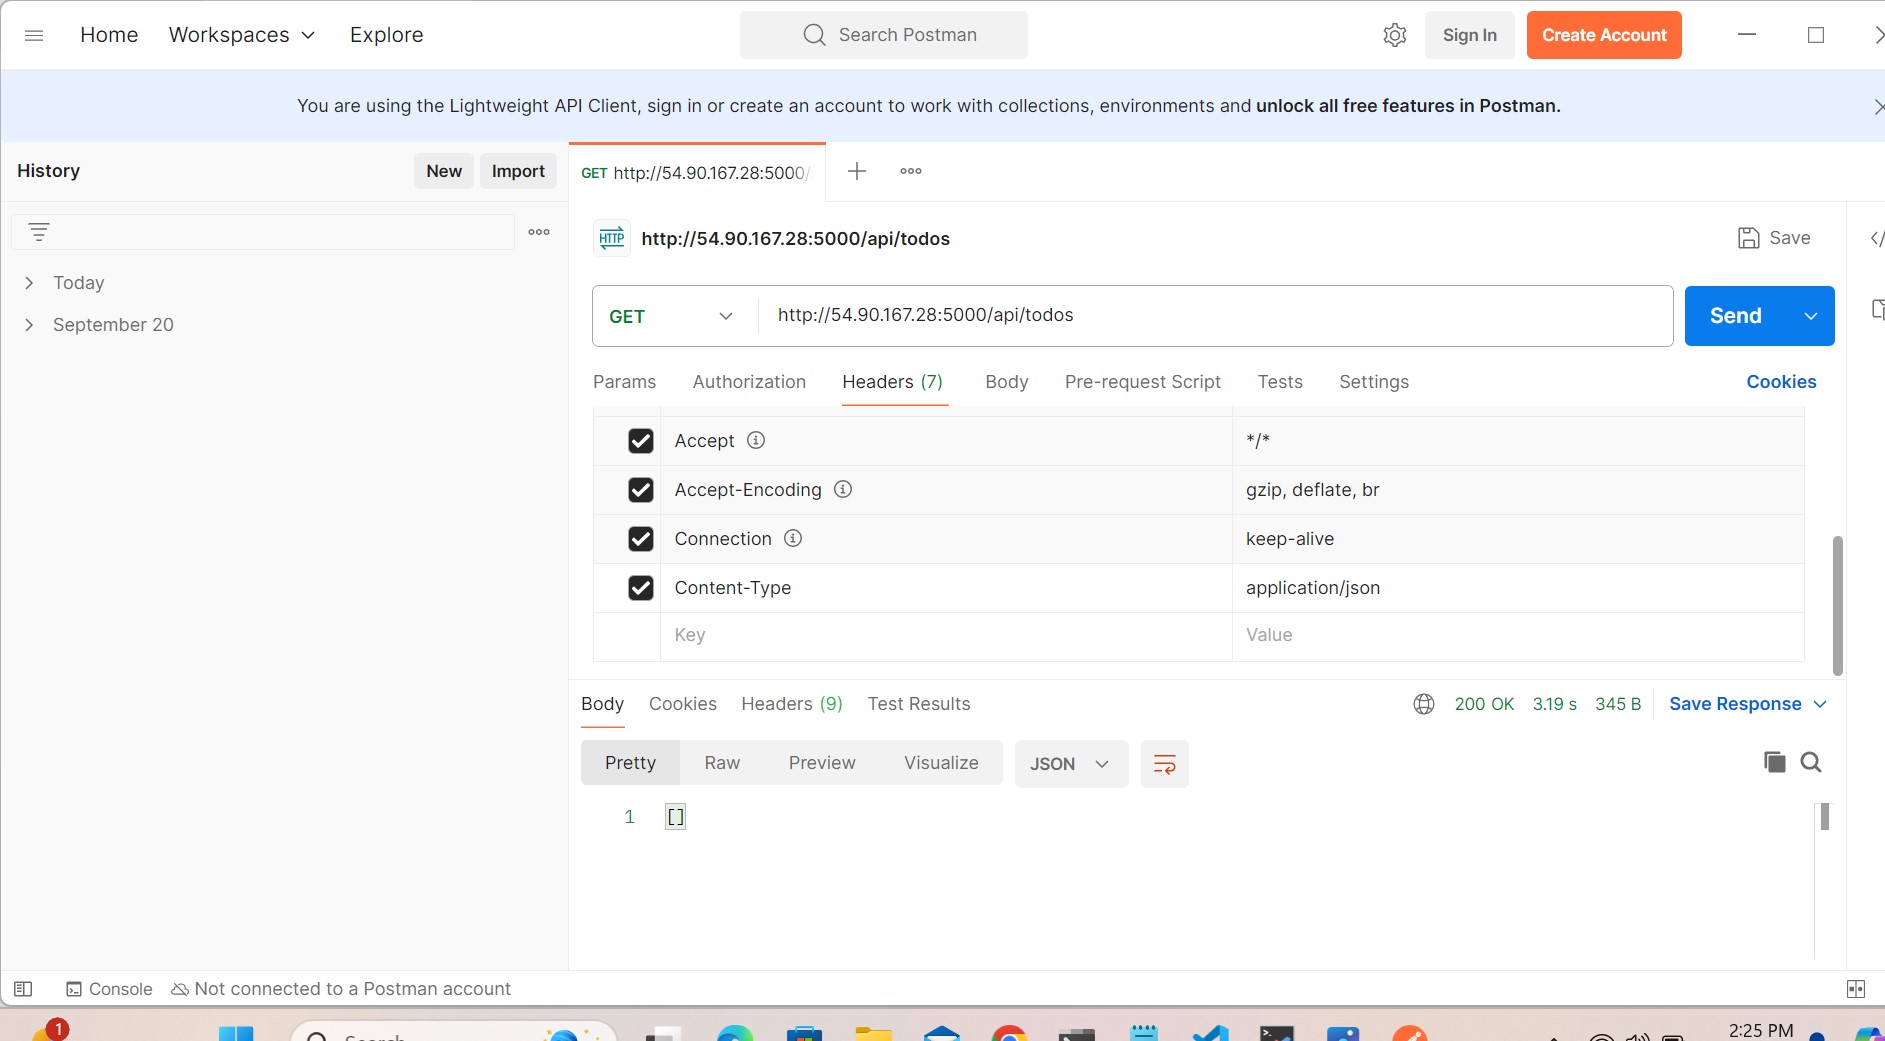 Home Workspaces Explore Search Postman Sign In Create Account
You are using the Lightweight API Client, sign in or create an account to work with collections, environments and unlock all free features in Postman.
History New Import GET http://54.90.167.28:5000/
HTTP http://54.90.167.28:5000/api/todos Save
Today
September 20
GET http://54.90.167.28:5000/api/todos Send
Params Authorization Headers (7) Body Pre-request Script Tests Settings Cookies
Accept */*
Accept-Encoding gzip, deflate, br
Connection keep-alive
Content-Type application/json
Key Value
Body Cookies Headers (9) Test Results 200 OK 3.19 s 345 B Save Response
Pretty Raw Preview Visualize JSON
1 []
Console Not connected to a Postman account
1 Search 2:25 PM